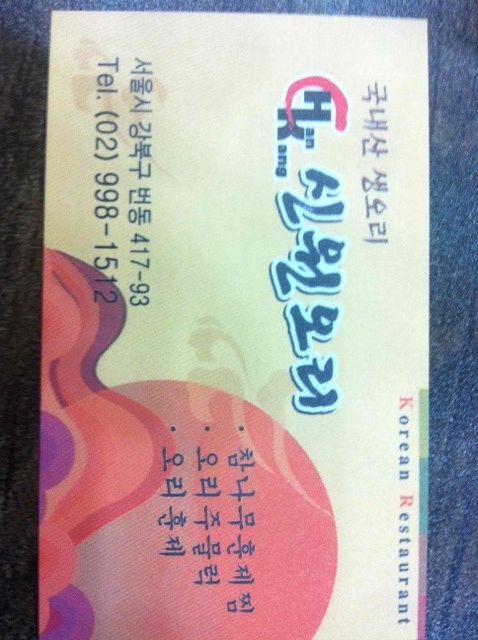 Korean Restaurant
국내산 생오리
Han Kang 신원오리
· 참나무훈제찜
· 오리주물럭
· 오리훈제
서울시 강북구 번동 417-93
Tel. (02) 998-1512